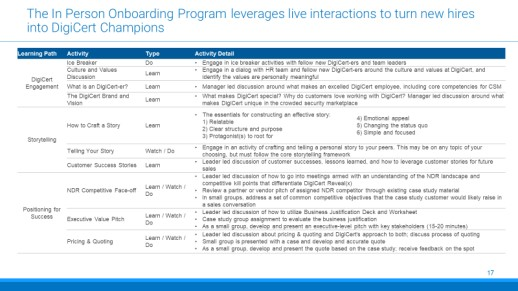 The In Person Onboarding Program leverages live interactions to turn new hires
into DigiCert Champions
Learning Path Activity Type Activity Detail
DigiCert Engagement
Ice Breaker Do • Engage in Ice breaker activities with fellow new DigiCert-ers and team leaders
Culture and Values Discussion Learn • Engage in a dialog with HR team and fellow new DigiCert-ers around the culture and values at DigiCert, and
identify the values are personally meaningful
What is an DigiCert-er? Learn • Manager led discussion around what makes an excellent DigiCert employee, including core competencies for CSM
The DigiCert Brand and Vision Learn • What makes DigiCert special? Why do customers love working with DigiCert? Manager led discussion around what
makes DigiCert unique in the crowded security marketplace
Storytelling
How to Craft a Story Learn • The essentials for constructing an effective story:
1) Relatable
2) Clear structure and purpose
3) Protagonist(s) to root for
4) Emotional appeal
5) Changing the status quo
6) Simple and focused
Telling Your Story Watch / Do • Engage in an activity of crafting and telling a personal story to your peers. This may be on any topic of your
choosing, but must follow the core storytelling framework
Customer Success Stories Learn • Leader led discussion of customer successes, lessons learned, and how to leverage customer stories for future
sales
Positioning for Success
NDR Competitive Face-off Learn / Watch / Do • Leader led discussion of how to go into meetings armed with an understanding of the NDR landscape and
competitive kill points that differentiate DigiCert Reveal(x)
• Review a partner or vendor pitch of assigned NDR competitor through existing case study material
• In small groups, address a set of common competitive objectives that the case study customer would likely raise in
a sales conversation
Executive Value Pitch Learn / Watch / Do • Leader led discussion of how to utilize Business Justification Deck and Worksheet
• Case study group assignment to evaluate the business justification
• As a small group, develop and present an executive-level pitch with key stakeholders (15-20 minutes)
Pricing & Quoting Learn / Watch / Do • Leader led discussion about pricing & quoting and DigiCert's approach to both; discuss process of quoting
• Small group is presented with a case and develop and accurate quote
• As a small group, develop and present the quote based on the case study; receive feedback on the spot
17